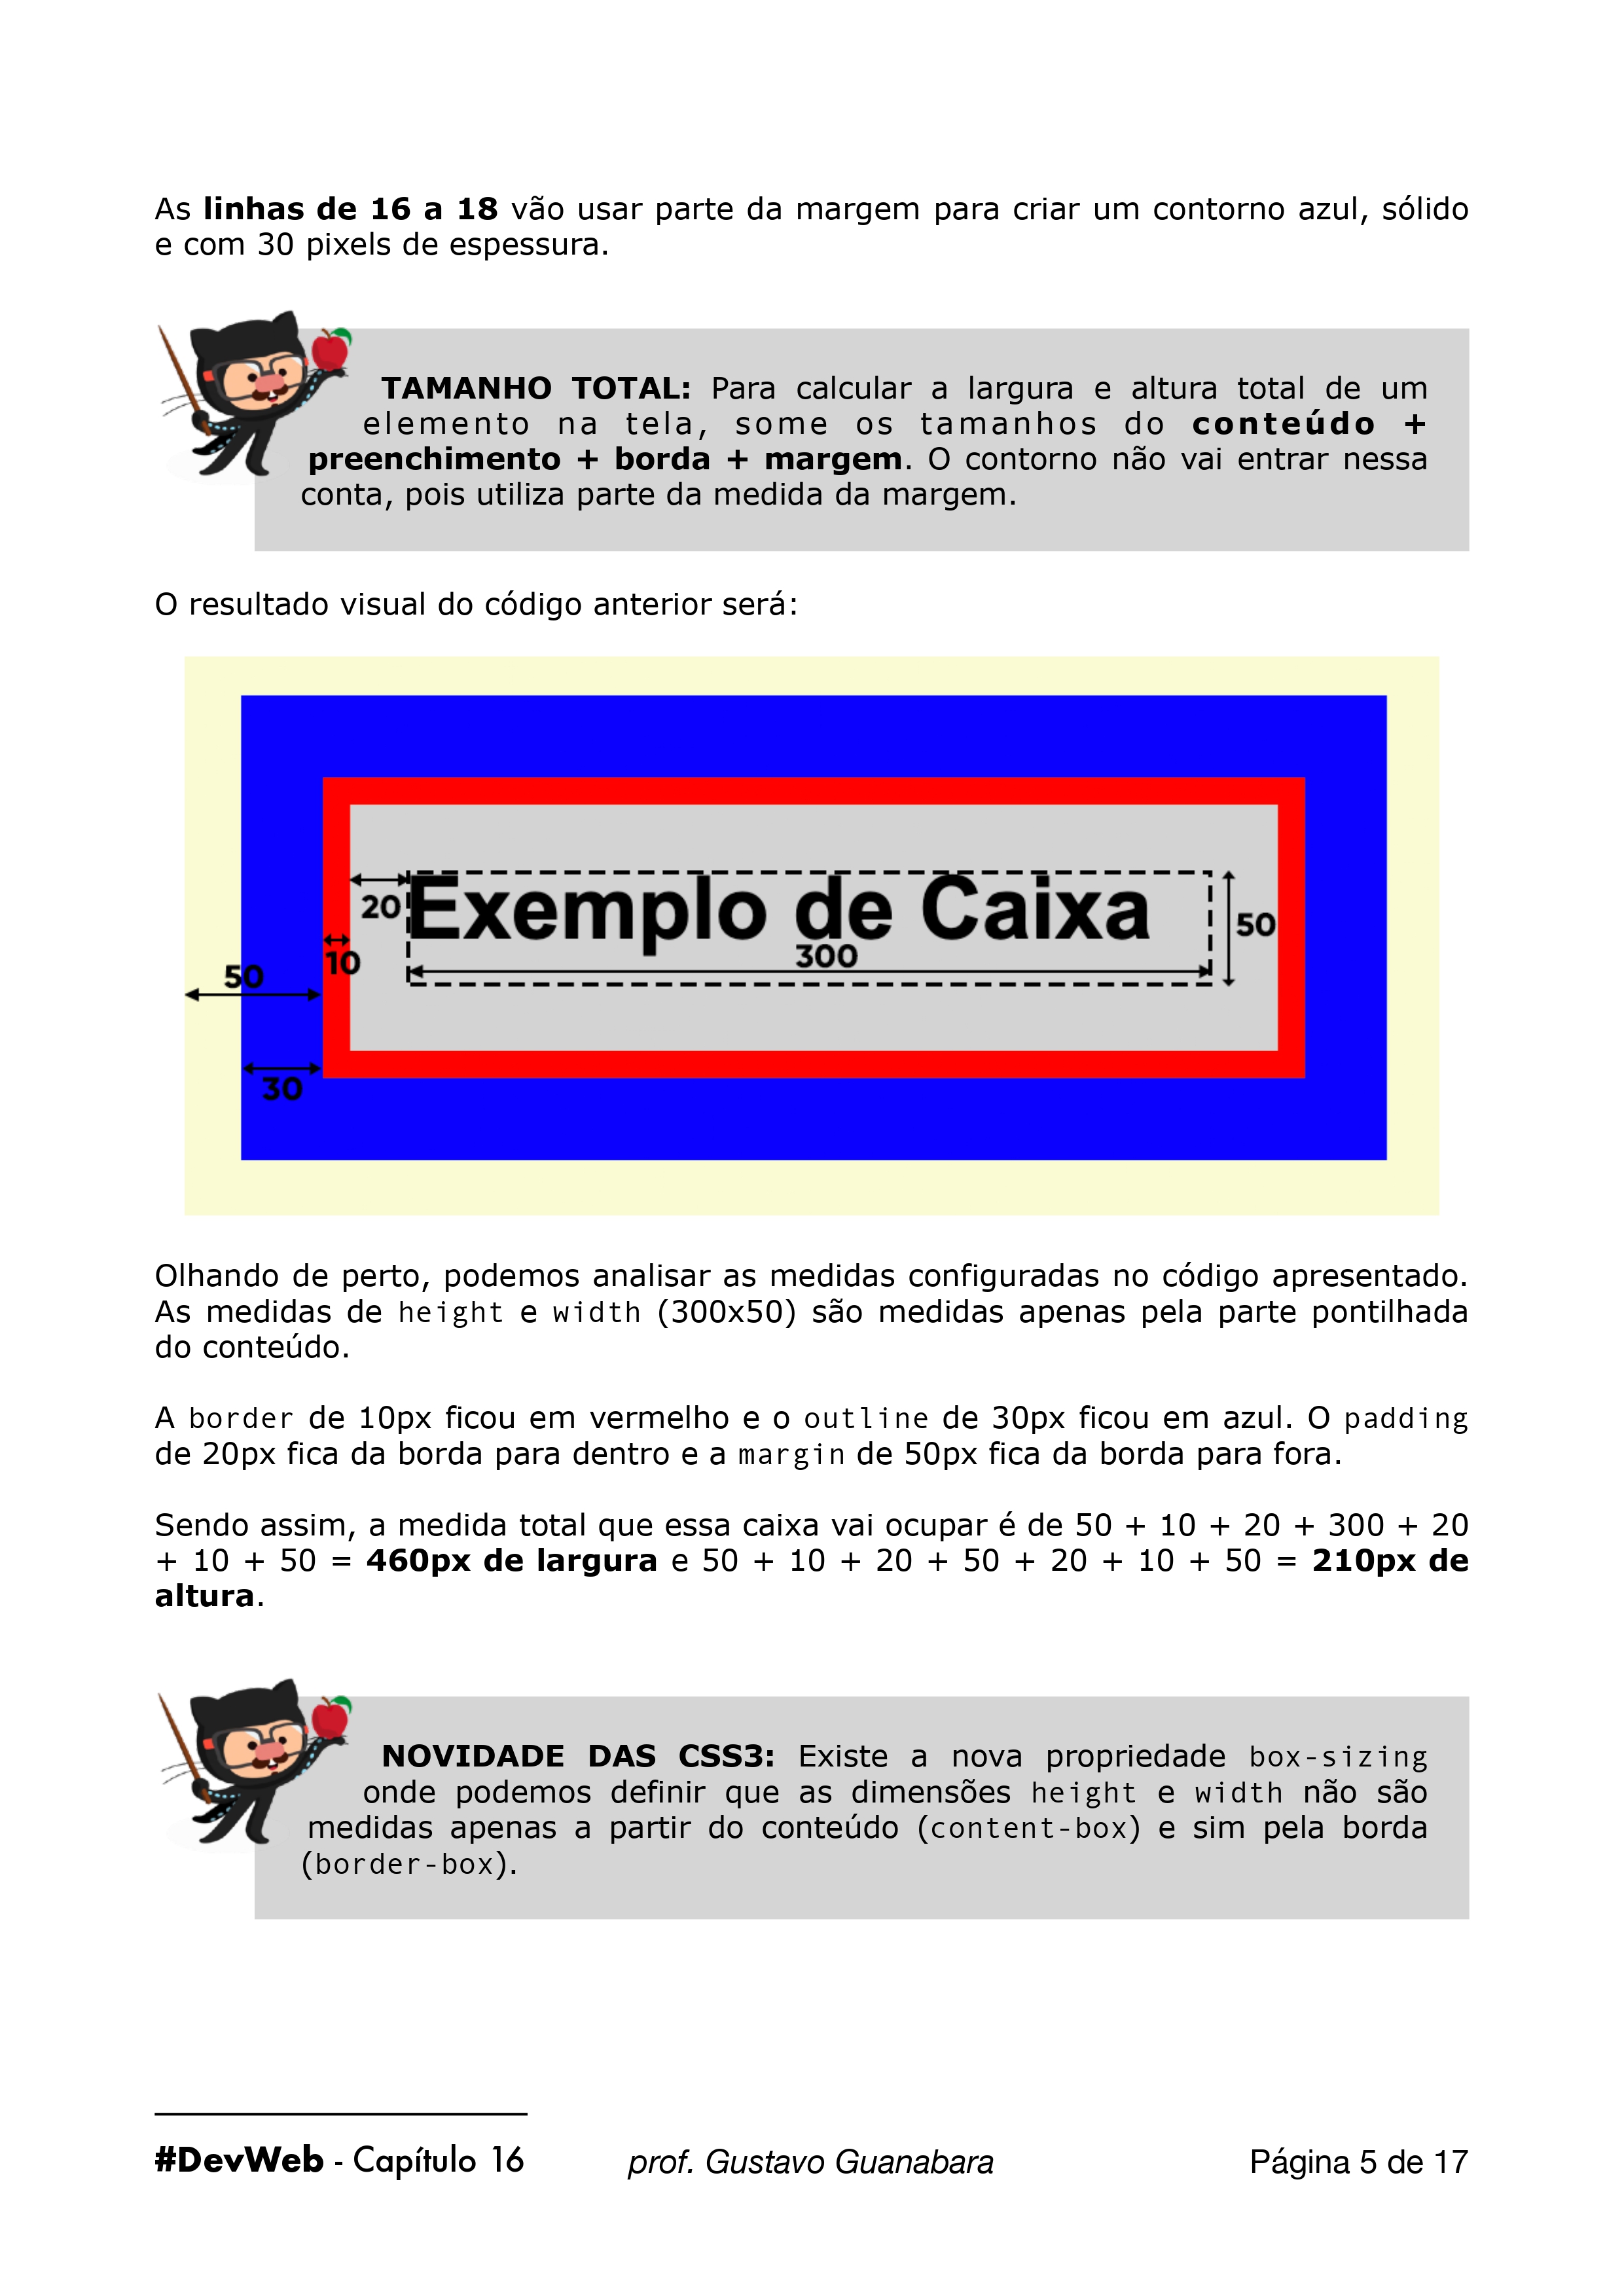 As linhas de 16 a 18 vão usar parte da margem para criar um contorno azul, sólido
e com 30 pixels de espessura.
TAMANHO TOTAL: Para calcular a largura e altura total de um
elemento na tela, some os tamanhos do conteúdo +
preenchimento + borda + margem. O contorno não vai entrar nessa
conta, pois utiliza parte da medida da margem.
O resultado visual do código anterior será:
Exemplo de Caixa
20
50
10
300
50
30
Olhando de perto, podemos analisar as medidas configuradas no código apresentado.
As medidas de height e width (300x50) são medidas apenas pela parte pontilhada
do conteúdo.
A border de 10px ficou em vermelho e o outline de 30px ficou em azul. O padding
de 20px fica da borda para dentro e a margin de 50px fica da borda para fora.
Sendo assim, a medida total que essa caixa vai ocupar é de 50 + 10 + 20 + 300 + 20
+ 10 + 50 = 460px de largura e 50 + 10 + 20 + 50 + 20 + 10 + 50 = 210px de
altura.
NOVIDADE DAS CSS3: Existe a nova propriedade box-sizing
onde podemos definir que as dimensões height e width não são
medidas apenas a partir do conteúdo (content-box) e sim pela borda
(border-box).
#DevWeb - Capítulo 16 prof. Gustavo Guanabara Página 5 de 17